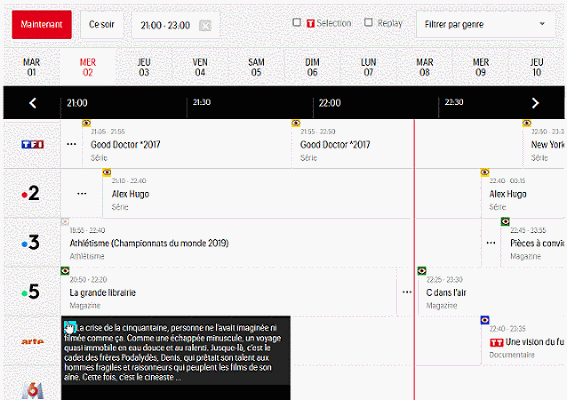 Maintenant
Ce soir
21:00 - 23:00
T Sélection
Replay
Filtrer par genre
MAR 01
MER 02
JEU 03
VEN 04
SAM 05
DIM 06
LUN 07
MAR 08
MER 09
JEU 10
21:00
21:30
22:00
22:30
TF1
21:05 - 21:55
Good Doctor *2017
Série
21:55 - 22:50
Good Doctor *2017
Série
New York
Série
2
21:10 - 22:40
Alex Hugo
Série
22:40 - 00:15
Alex Hugo
Série
3
18:55 - 22:40
Athlétisme (Championnats du monde 2019)
Athlétisme
22:45 - 23:55
Pièces à convi
Magazine
5
20:50 - 22:20
La grande librairie
Magazine
22:25 - 23:30
C dans l'air
Magazine
arte
La crise de la cinquantaine, personne ne l'avait imaginée ni
filmée comme ça. Comme une échappée minuscule, un voyage
quasi immobile en eau douce et au ralenti. Jusque-là, c'est le
cadet des frères Podalydès, Denis, qui prêtait son talent aux
hommes fragiles et raisonneurs qui peuplent les films de son
aîné. Cette fois, c'est le cinéaste ...
22:40 - 23:35
TT Une vision du fu
Documentaire
M6